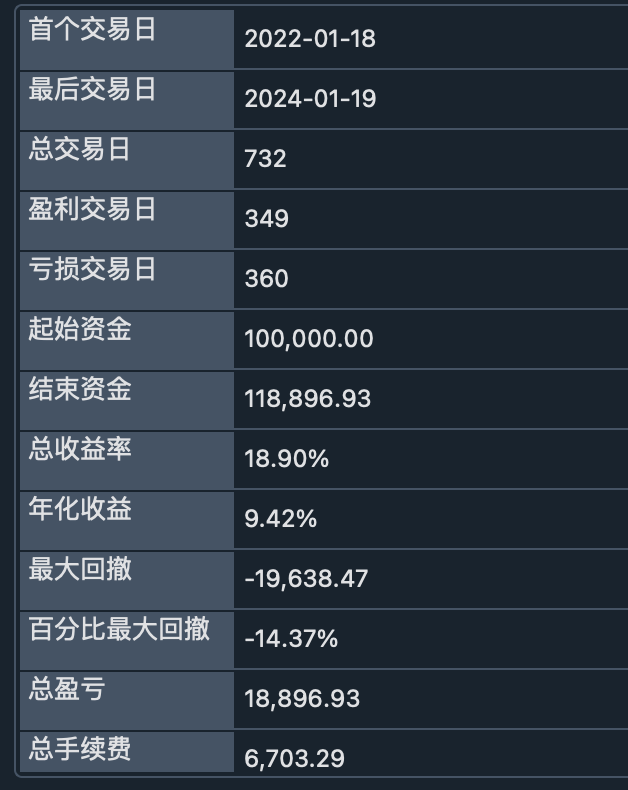 首个交易日 2022-01-18
最后交易日 2024-01-19
总交易日 732
盈利交易日 349
亏损交易日 360
起始资金 100,000.00
结束资金 118,896.93
总收益率 18.90%
年化收益 9.42%
最大回撤 -19,638.47
百分比最大回撤 -14.37%
总盈亏 18,896.93
总手续费 6,703.29